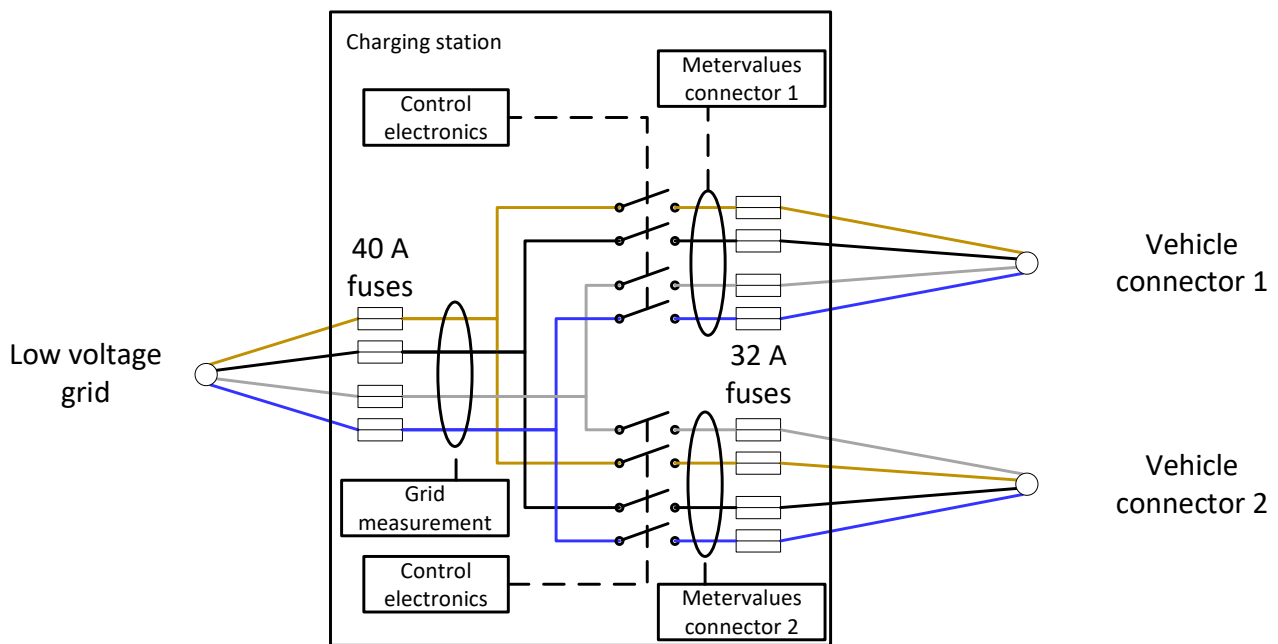 Charging station
Metervalues
connector 1
Control
electronics
40 A
fuses
Vehicle
connector 1
Low voltage
grid
32 A
fuses
Grid
measurement
Vehicle
connector 2
Control
electronics
Metervalues
connector 2